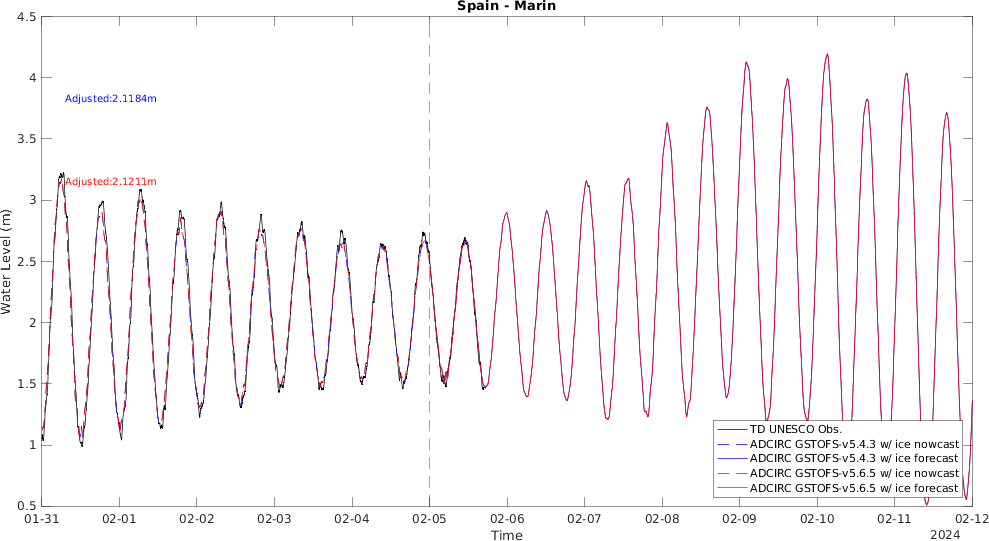 Spain - Marin
4.5
4
3.5
3
2.5
2
1.5
1
0.5
Water Level (m)
Adjusted:2.1184m
Adjusted:2.1211m
TD UNESCO Obs.
ADCIRC GSTOFS-v5.4.3 w/ ice nowcast
ADCIRC GSTOFS-v5.4.3 w/ ice forecast
ADCIRC GSTOFS-v5.6.5 w/ ice nowcast
ADCIRC GSTOFS-v5.6.5 w/ ice forecast
01-31 02-01 02-02 02-03 02-04 02-05 02-06 02-07 02-08 02-09 02-10 02-11 02-12
Time
2024